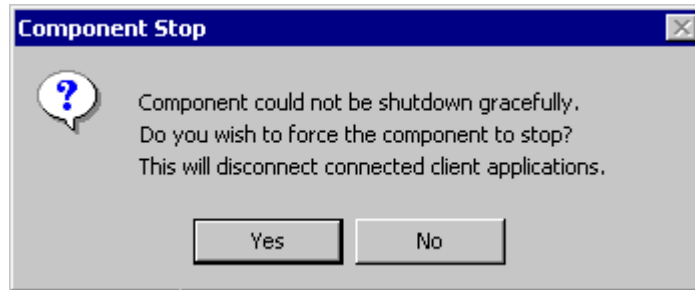 Component Stop
Component could not be shutdown gracefully.
Do you wish to force the component to stop?
This will disconnect connected client applications.
Yes No